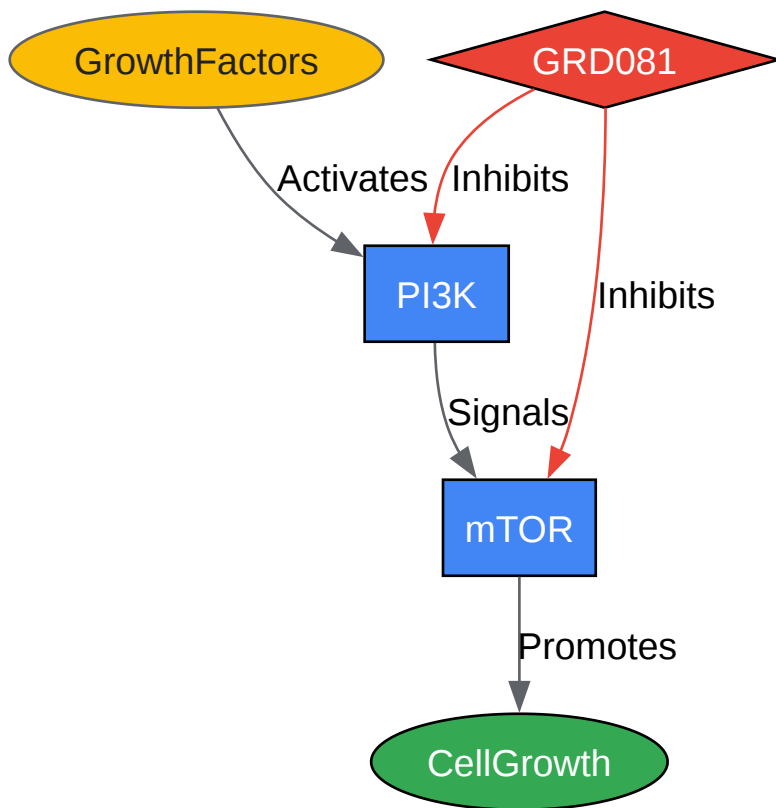 GrowthFactors
GRD081
Activates
Inhibits
PI3K
Inhibits
Signals
mTOR
Promotes
CellGrowth